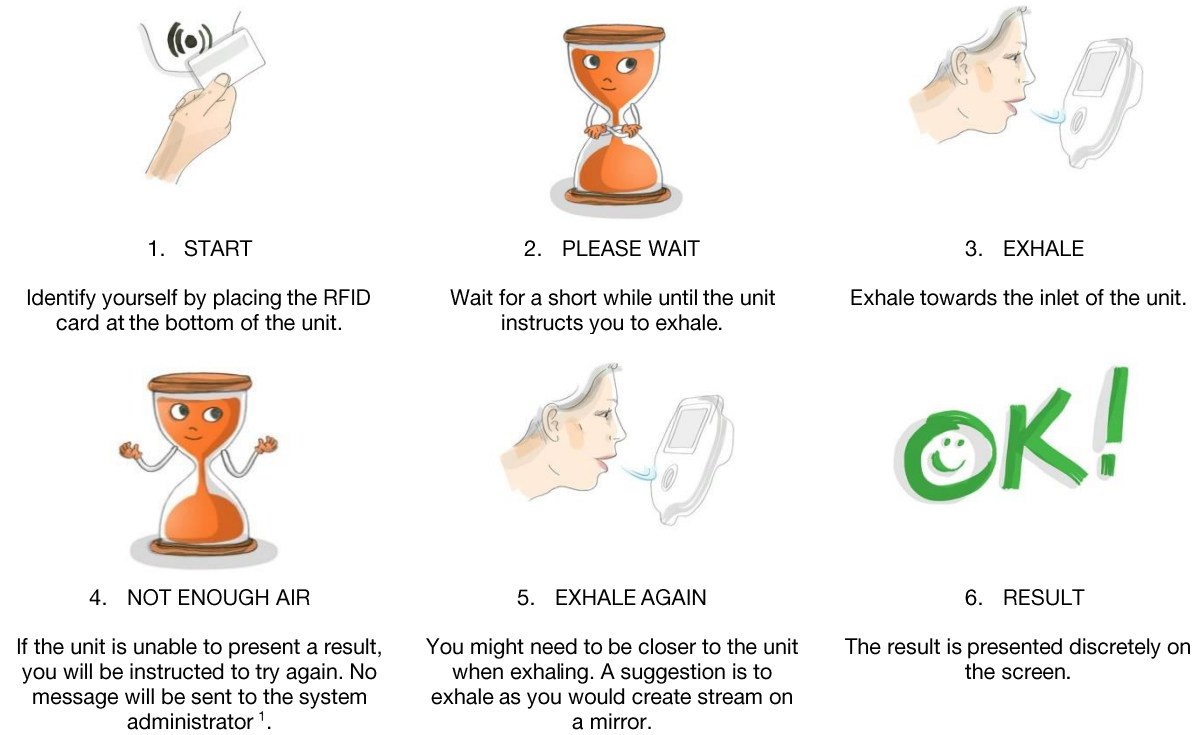 1. START
2. PLEASE WAIT
3. EXHALE
Identify yourself by placing the RFID
card at the bottom of the unit.
Wait for a short while until the unit
instructs you to exhale.
Exhale towards the inlet of the unit.
OK!
4. NOT ENOUGH AIR
5. EXHALE AGAIN
6. RESULT
If the unit is unable to present a result,
you will be instructed to try again. No
message will be sent to the system
administrator 1.
You might need to be closer to the unit
when exhaling. A suggestion is to
exhale as you would create stream on
a mirror.
The result is presented discretely on
the screen.